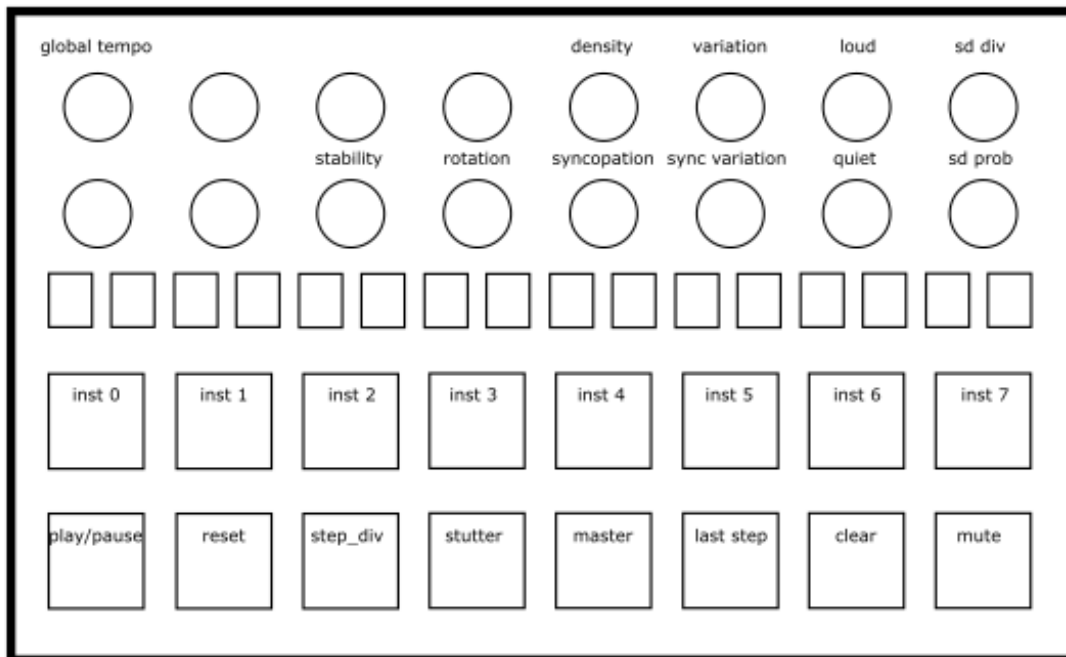 global tempo density variation loud sd div
stability rotation syncopation sync variation quiet sd prob
inst 0 inst 1 inst 2 inst 3 inst 4 inst 5 inst 6 inst 7
play/pause reset step_div stutter master last step clear mute